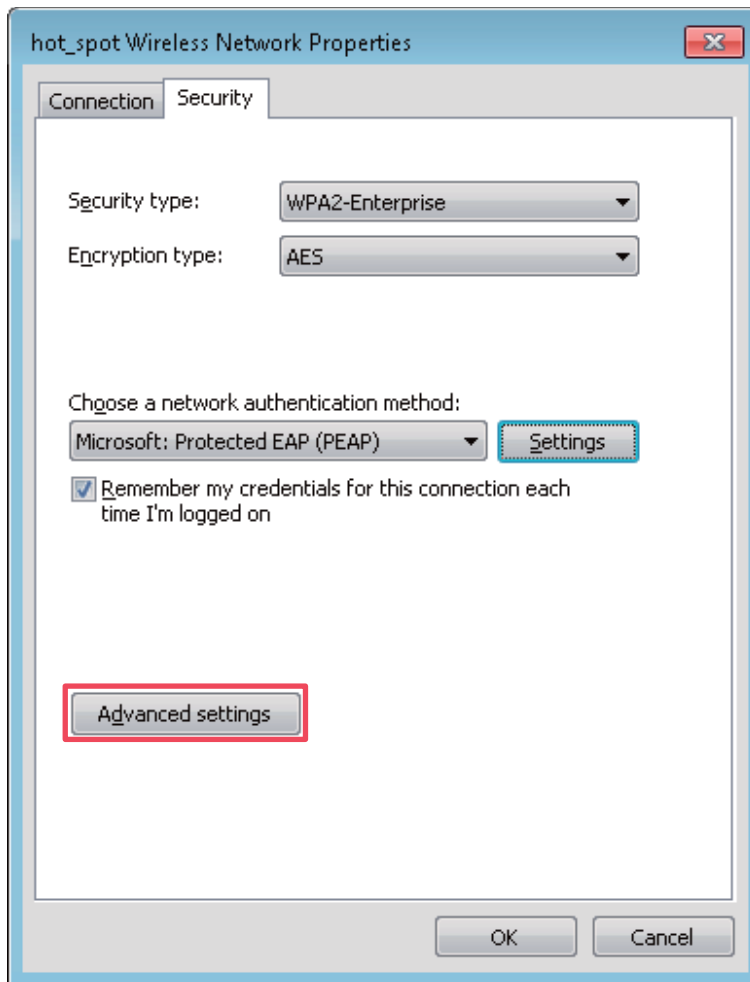 hot_spot Wireless Network Properties
Connection Security
Security type: WPA2-Enterprise
Encryption type: AES
Choose a network authentication method:
Microsoft: Protected EAP (PEAP) Settings
Remember my credentials for this connection each
time I'm logged on
Advanced settings
OK Cancel